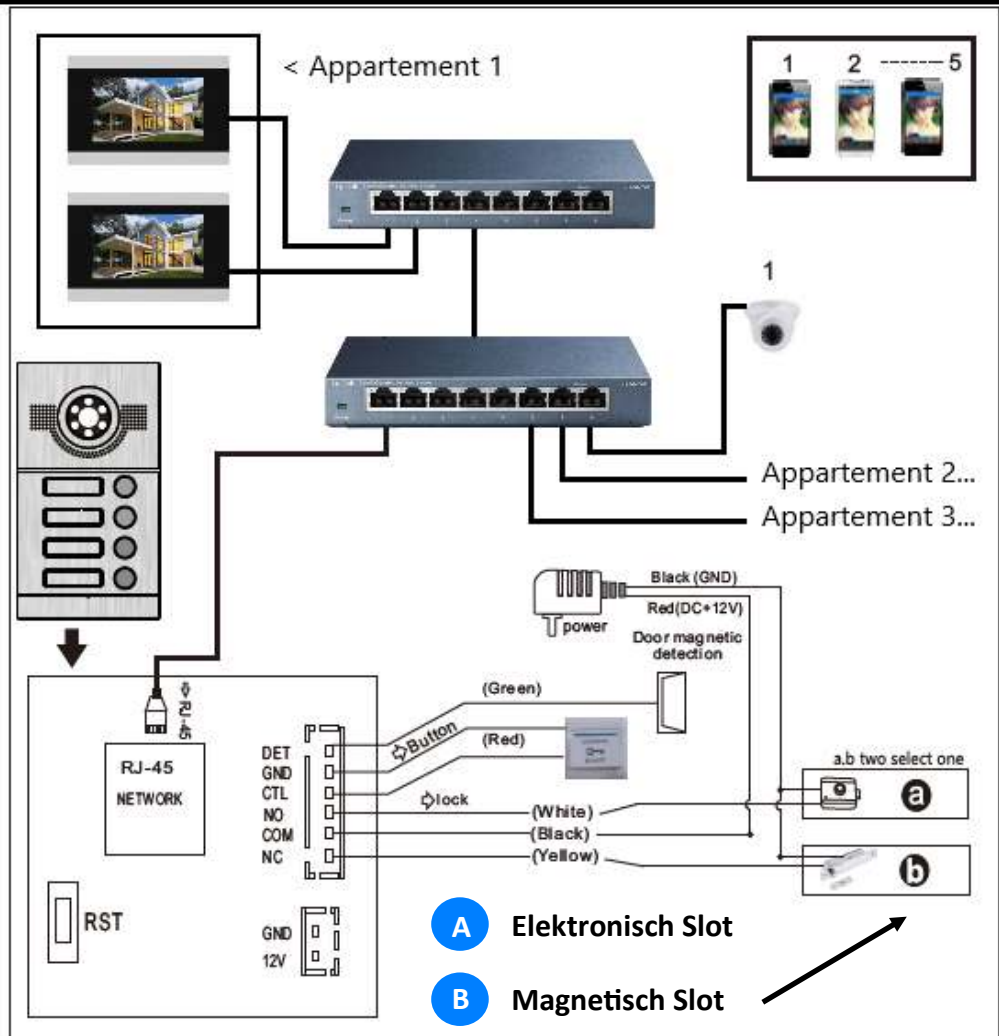 < Appartement 1
1 2 ------- 5
1
Appartement 2...
Appartement 3...
Black (GND)
Red(DC+12V)
power
Door magnetic
detection
(Green)
⇨Button
(Red)
⇨RJ-45
RJ-45
NETWORK
DET
GND
CTL
NO
COM
NC
⇨lock
(White)
(Black)
(Yellow)
a.b two select one
a
b
RST
GND
12V
A Elektronisch Slot
B Magnetisch Slot